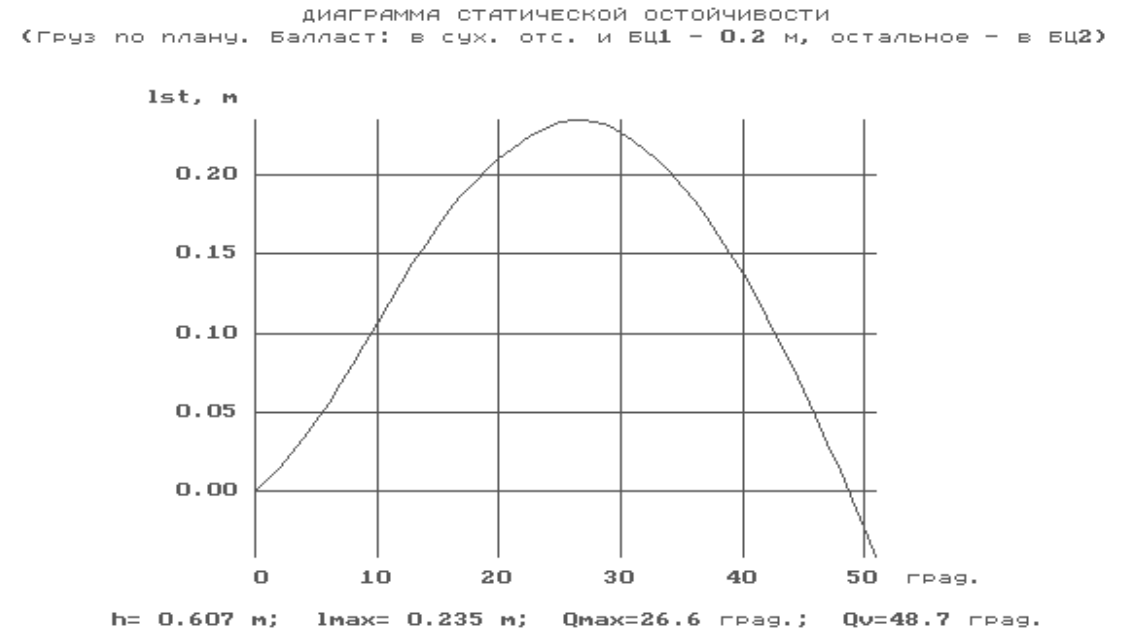 ДИАГРАММА СТАТИЧЕСКОЙ ОСТОЙЧИВОСТИ
(Груз по плану. Балласт: в сух. отс. и БЦ1 - 0.2 м, остальное - в БЦ2)
lst, м
0.20
0.15
0.10
0.05
0.00
0 10 20 30 40 50 град.
h= 0.607 м; lмах= 0.235 м; Qмах=26.6 град.; Qv=48.7 град.